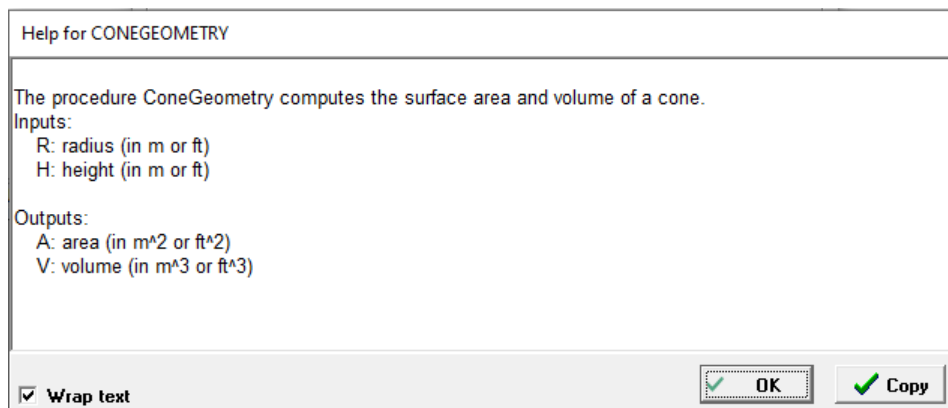 Help for CONEGEOMETRY
The procedure ConeGeometry computes the surface area and volume of a cone.
Inputs:
R: radius (in m or ft)
H: height (in m or ft)
Outputs:
A: area (in m^2 or ft^2)
V: volume (in m^3 or ft^3)
Wrap text
OK
Copy